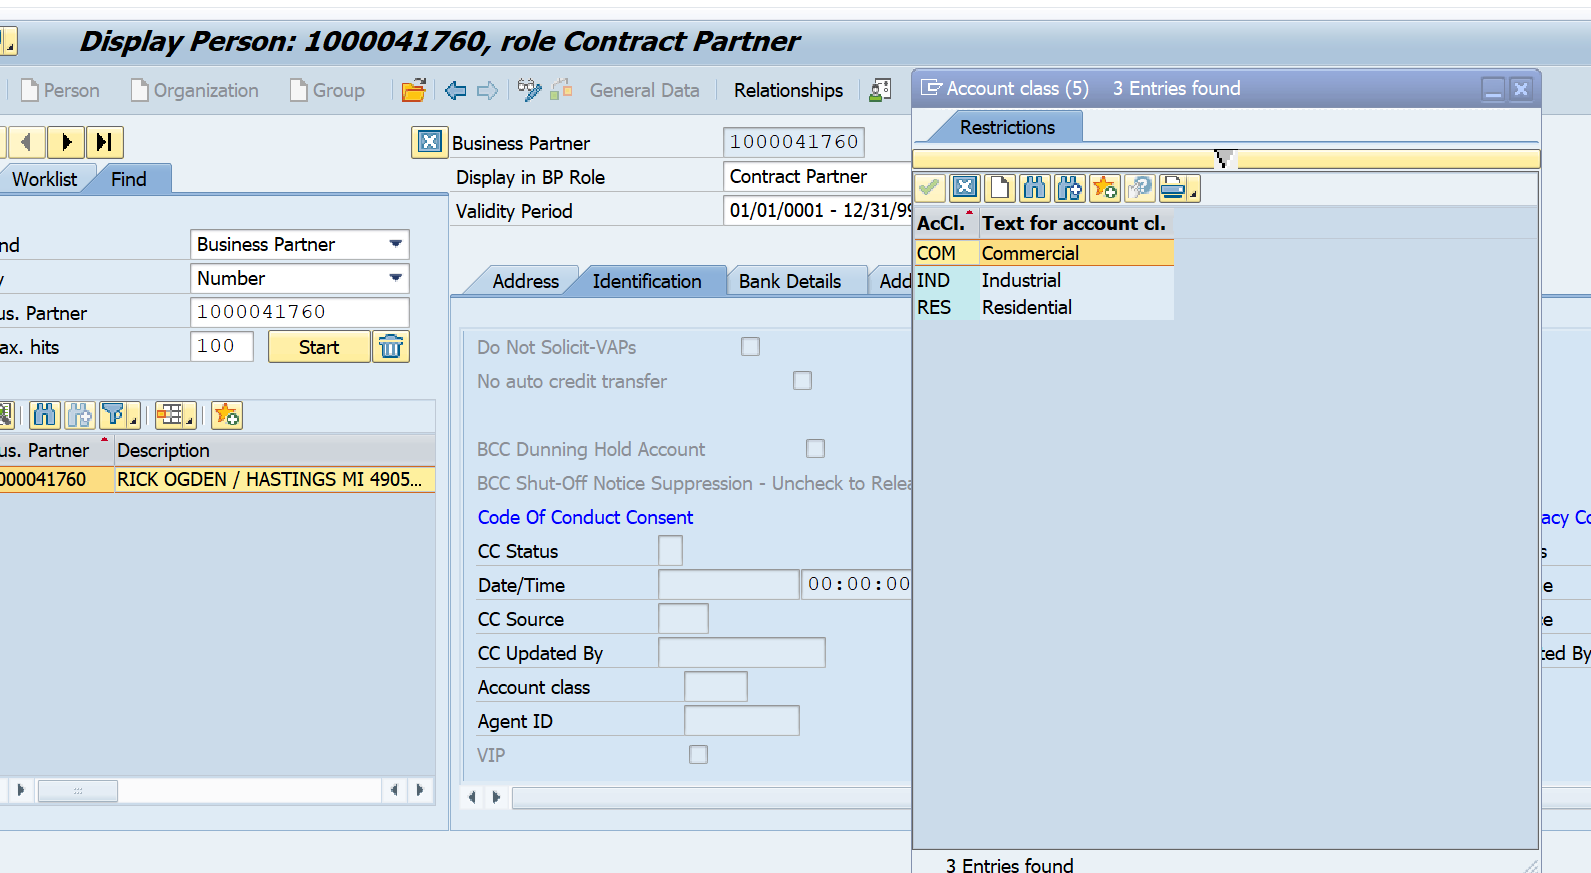 Display Person: 1000041760, role Contract Partner
Person Organization Group General Data Relationships
Worklist Find
Business Partner
Number
us. Partner 1000041760
ax. hits 100 Start
us. Partner Description
000041760 RICK OGDEN / HASTINGS MI 4905...
Business Partner 1000041760
Display in BP Role Contract Partner
Validity Period 01/01/0001 - 12/31/99
Address Identification Bank Details Add
Do Not Solicit-VAPs
No auto credit transfer
BCC Dunning Hold Account
BCC Shut-Off Notice Suppression - Uncheck to Relea
Code Of Conduct Consent
CC Status
Date/Time 00:00:00
CC Source
CC Updated By
Account class
Agent ID
VIP
Account class (5) 3 Entries found
Restrictions
AcCl. Text for account cl.
COM Commercial
IND Industrial
RES Residential
3 Entries found
acy Co
s
e
ted By